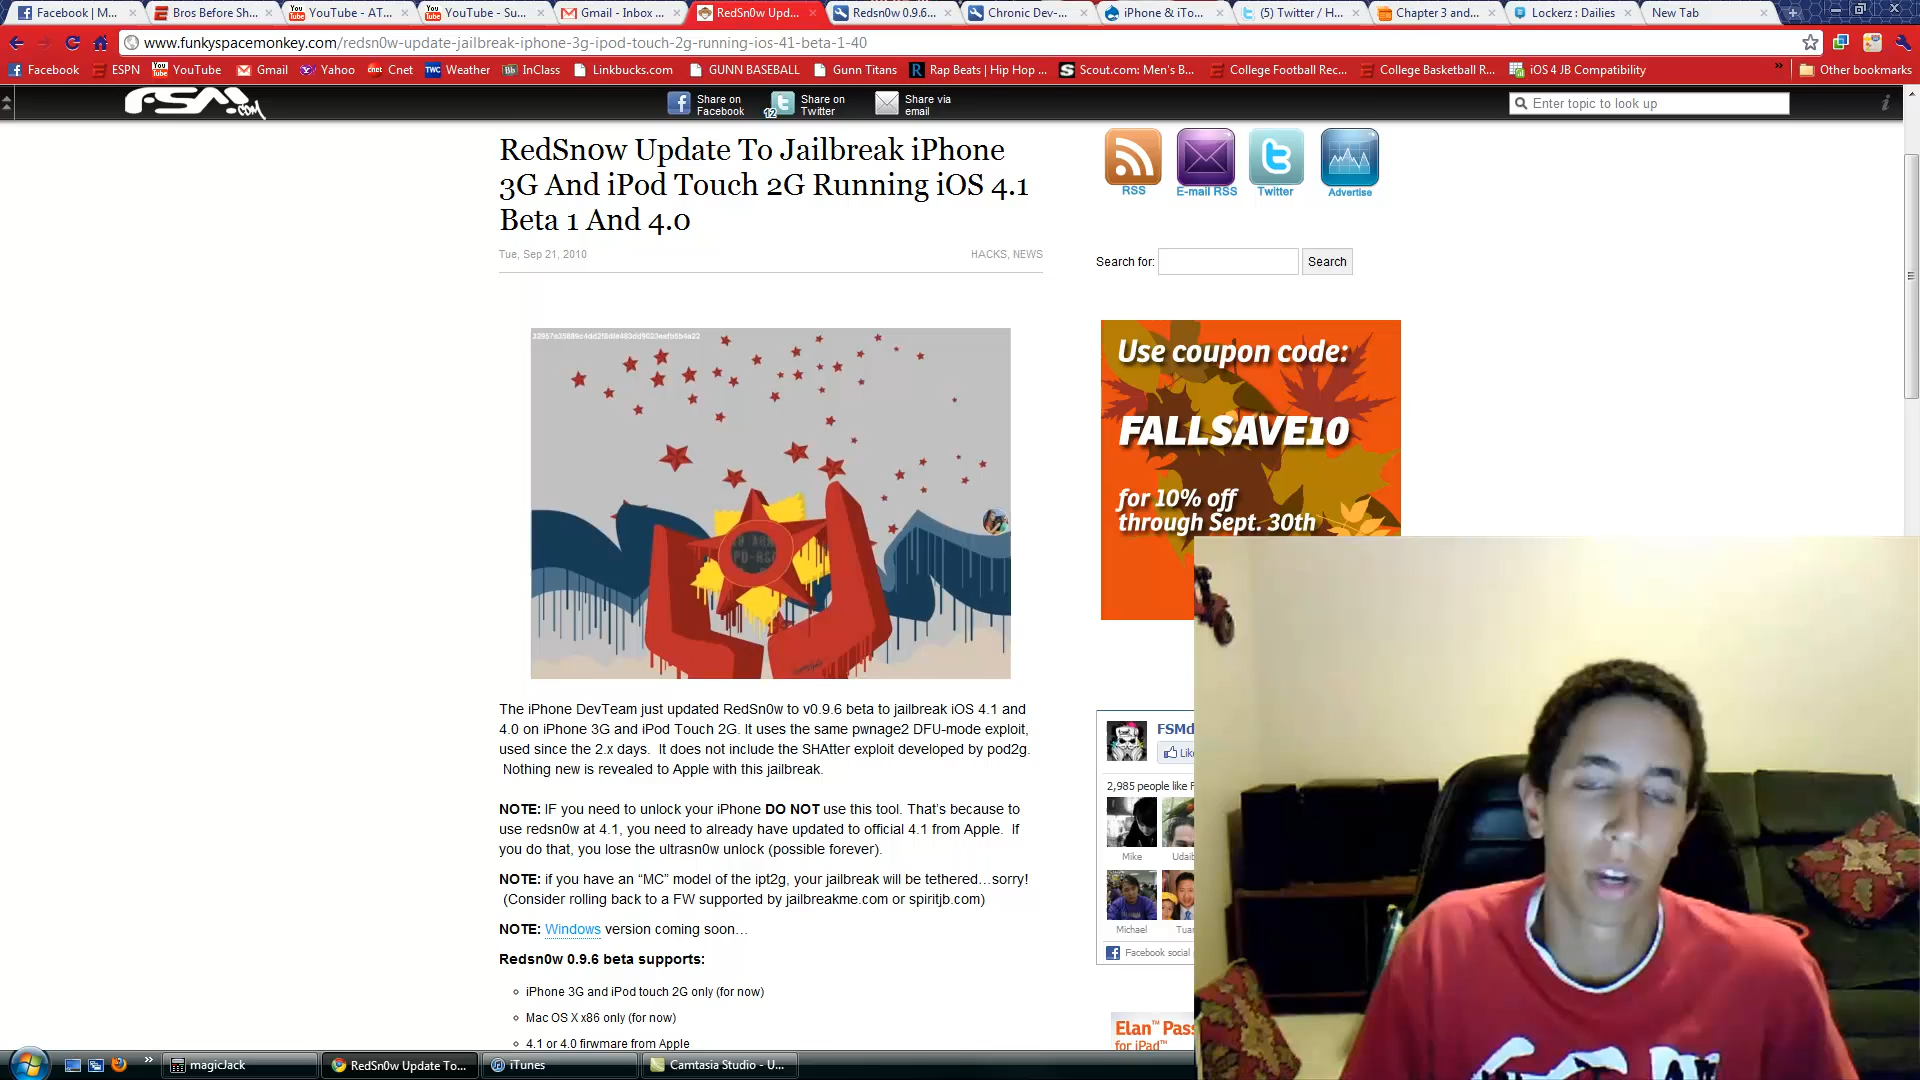 Facebook | M...
Bros Before Sh...
YouTube - AT...
YouTube - Su...
Gmail - Inbox ...
RedSn0w Upd...
Redsn0w 0.9.6...
Chronic Dev-...
iPhone & iTo...
(5) Twitter / H...
Chapter 3 and...
Lockerz : Dailies
New Tab
www.funkyspacemonkey.com/redsn0w-update-jailbreak-iphone-3g-ipod-touch-2g-running-ios-41-beta-1-40
Facebook ESPN YouTube Gmail Yahoo Cnet Weather InClass Linkbucks.com GUNN BASEBALL Gunn Titans Rap Beats | Hip Hop ... Scout.com: Men's B... College Football Rec... College Basketball R... iOS 4 JB Compatibility » Other bookmarks
FSM.com
Share on
Facebook
12
Share on
Twitter
Share via
email
Enter topic to look up
RedSnow Update To Jailbreak iPhone
3G And iPod Touch 2G Running iOS 4.1
Beta 1 And 4.0
Tue, Sep 21, 2010
HACKS, NEWS
RSS
E-mail RSS
Twitter
Advertise
Search for:
Search
Use coupon code:
FALLSAVE10
for 10% off
through Sept. 30th
The iPhone DevTeam just updated RedSn0w to v0.9.6 beta to jailbreak iOS 4.1 and
4.0 on iPhone 3G and iPod Touch 2G. It uses the same pwnage2 DFU-mode exploit,
used since the 2.x days.  It does not include the SHAtter exploit developed by pod2g.
Nothing new is revealed to Apple with this jailbreak.
NOTE: IF you need to unlock your iPhone DO NOT use this tool. That's because to
use redsn0w at 4.1, you need to already have updated to official 4.1 from Apple.  If
you do that, you lose the ultrasn0w unlock (possible forever).
NOTE: if you have an “MC” model of the ipt2g, your jailbreak will be tethered…sorry!
(Consider rolling back to a FW supported by jailbreakme.com or spiritjb.com)
NOTE: Windows version coming soon…
Redsn0w 0.9.6 beta supports:
iPhone 3G and iPod touch 2G only (for now)
Mac OS X x86 only (for now)
4.1 or 4.0 firwmare from Apple
FSMd
Lik
2,985 people like F
Mike
Udaib
Michael
Tuan
Facebook social
Elan™ Pass
for iPad™
» magicJack
RedSn0w Update To...
iTunes
Camtasia Studio - U...